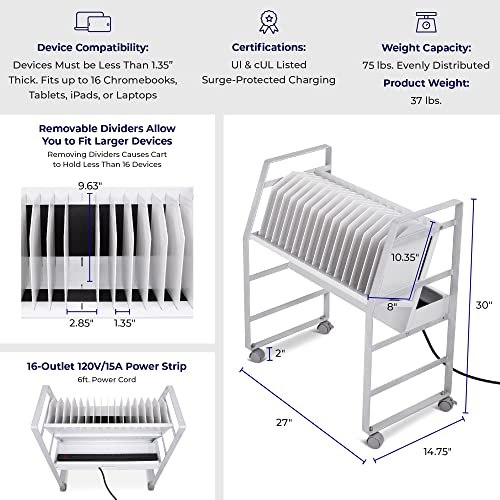 Device Compatibility:
Devices Must be Less Than 1.35”
Thick. Fits up to 16 Chromebooks,
Tablets, iPads, or Laptops
Certifications:
Ul & cUL Listed
Surge-Protected Charging
Weight Capacity:
75 lbs. Evenly Distributed
Product Weight:
37 lbs.
Removable Dividers Allow
You to Fit Larger Devices
Removing Dividers Causes Cart
to Hold Less Than 16 Devices
9.63"
2.85"
1.35"
16-Outlet 120V/15A Power Strip
6ft. Power Cord
10.35"
8"
30"
2"
27"
14.75"